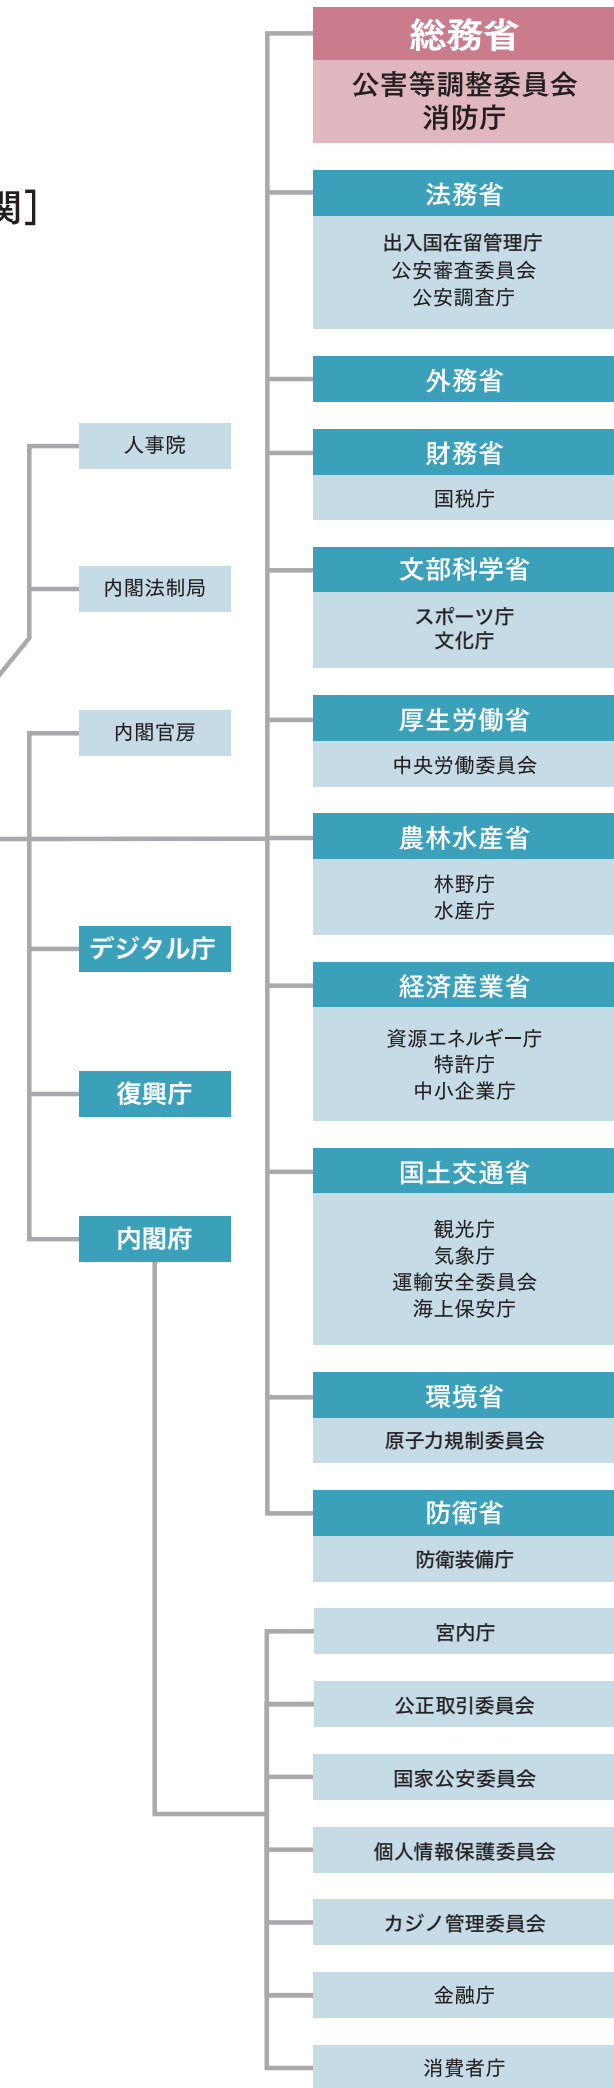 関]
人事院
内閣法制局
内閣官房
デジタル庁
復興庁
内閣府
総務省
公害等調整委員会
消防庁
法務省
出入国在留管理庁
公安審査委員会
公安調査庁
外務省
財務省
国税庁
文部科学省
スポーツ庁
文化庁
厚生労働省
中央労働委員会
農林水産省
林野庁
水産庁
経済産業省
資源エネルギー庁
特許庁
中小企業庁
国土交通省
観光庁
気象庁
運輸安全委員会
海上保安庁
環境省
原子力規制委員会
防衛省
防衛装備庁
宮内庁
公正取引委員会
国家公安委員会
個人情報保護委員会
カジノ管理委員会
金融庁
消費者庁